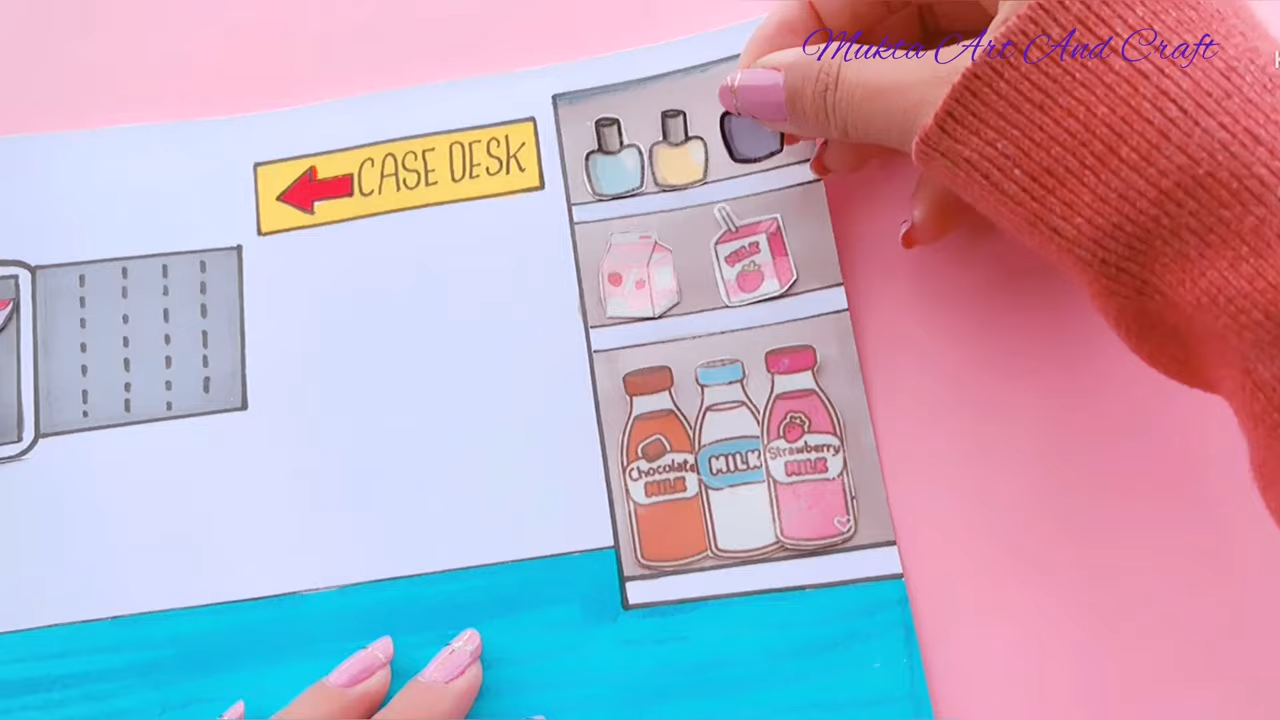 Mukta Art And Craft
CASE DESK
MILK
Chocolate
MILK
MILK
Strawberry
MILK